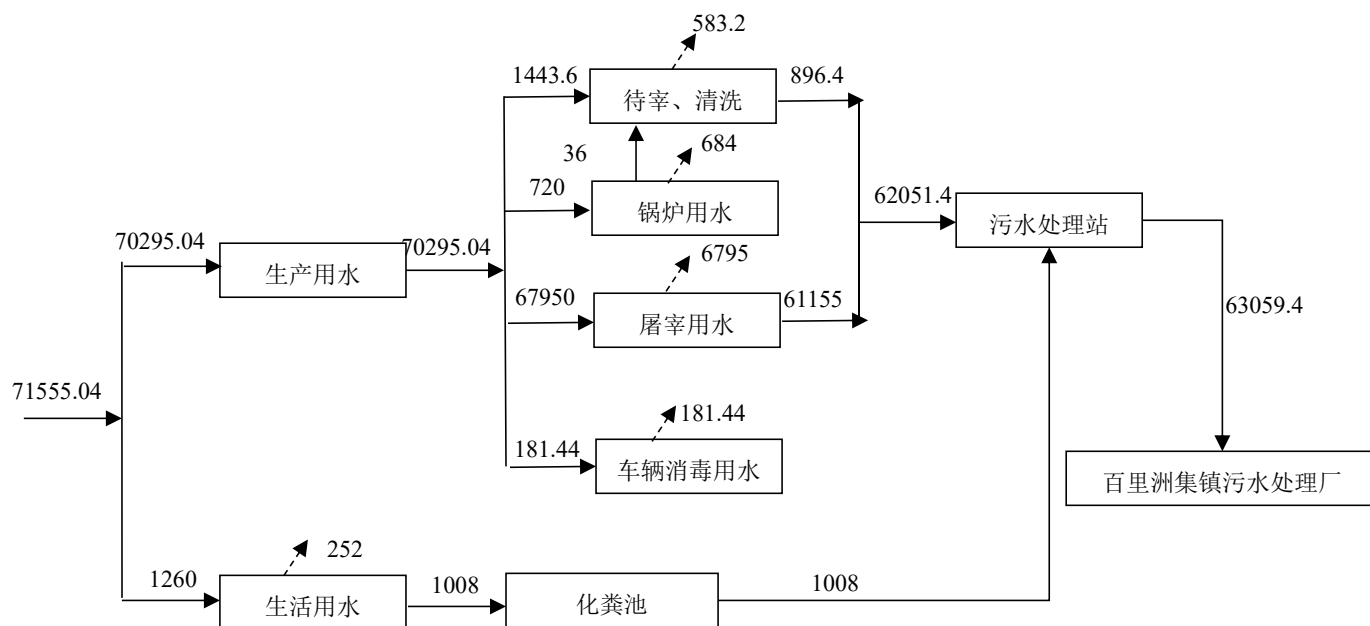 583.2
1443.6
待宰、清洗
896.4
36
684
720
锅炉用水
62051.4
污水处理站
70295.04
生产用水
70295.04
6795
67950
屠宰用水
61155
63059.4
71555.04
181.44
181.44
车辆消毒用水
百里洲集镇污水处理厂
252
1260
生活用水
1008
化粪池
1008